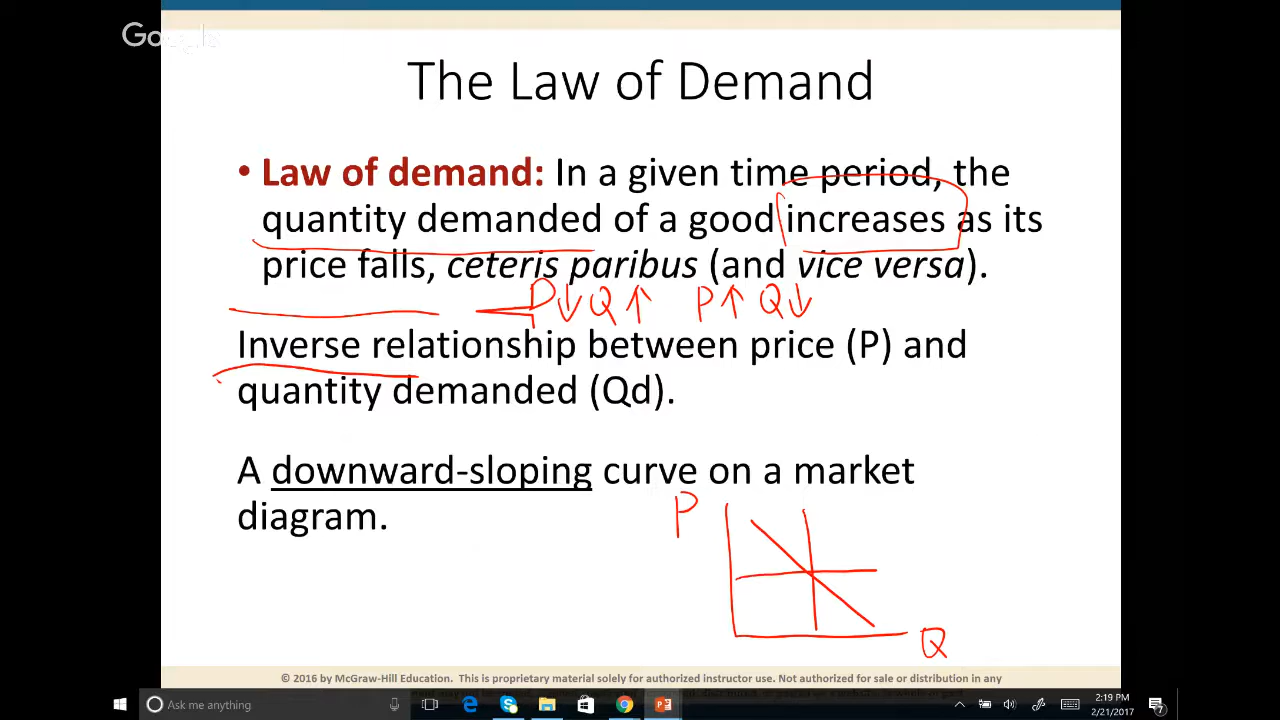 Google
The Law of Demand
• Law of demand: In a given time period, the
quantity demanded of a good increases as its
price falls, ceteris paribus (and vice versa).
P↓ Q↑ P↑ Q↓
Inverse relationship between price (P) and
quantity demanded (Qd).
A downward-sloping curve on a market
diagram.
P
Q
© 2016 by McGraw-Hill Education. This is proprietary material solely for authorized instructor use. Not authorized for sale or distribution in any
Ask me anything
2:19 PM
2/21/2017
7